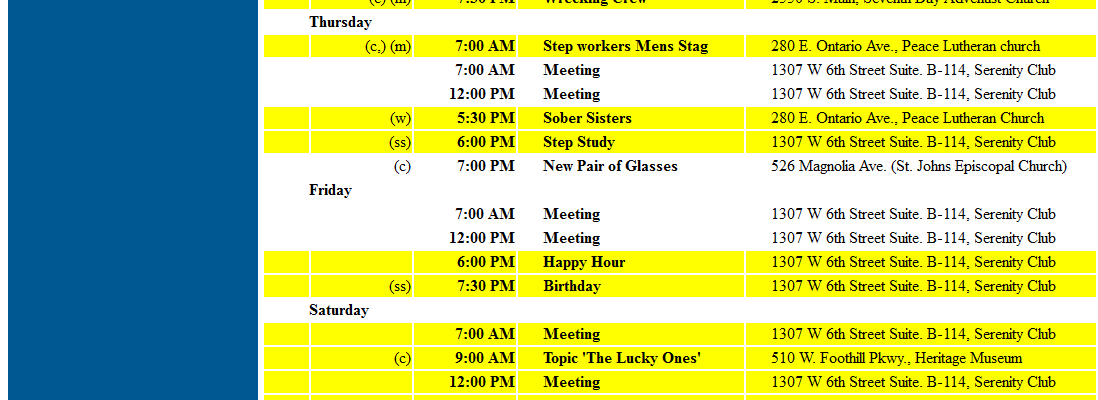 (c) (m) 7:30 PM Wrecking Crew 2550 S. Main, Seventh Day Adventist Church
Thursday
(c,) (m) 7:00 AM Step workers Mens Stag 280 E. Ontario Ave., Peace Lutheran church
7:00 AM Meeting 1307 W 6th Street Suite. B-114, Serenity Club
12:00 PM Meeting 1307 W 6th Street Suite. B-114, Serenity Club
(w) 5:30 PM Sober Sisters 280 E. Ontario Ave., Peace Lutheran Church
(ss) 6:00 PM Step Study 1307 W 6th Street Suite. B-114, Serenity Club
(c) 7:00 PM New Pair of Glasses 526 Magnolia Ave. (St. Johns Episcopal Church)
Friday
7:00 AM Meeting 1307 W 6th Street Suite. B-114, Serenity Club
12:00 PM Meeting 1307 W 6th Street Suite. B-114, Serenity Club
6:00 PM Happy Hour 1307 W 6th Street Suite. B-114, Serenity Club
(ss) 7:30 PM Birthday 1307 W 6th Street Suite. B-114, Serenity Club
Saturday
7:00 AM Meeting 1307 W 6th Street Suite. B-114, Serenity Club
(c) 9:00 AM Topic 'The Lucky Ones' 510 W. Foothill Pkwy., Heritage Museum
12:00 PM Meeting 1307 W 6th Street Suite. B-114, Serenity Club